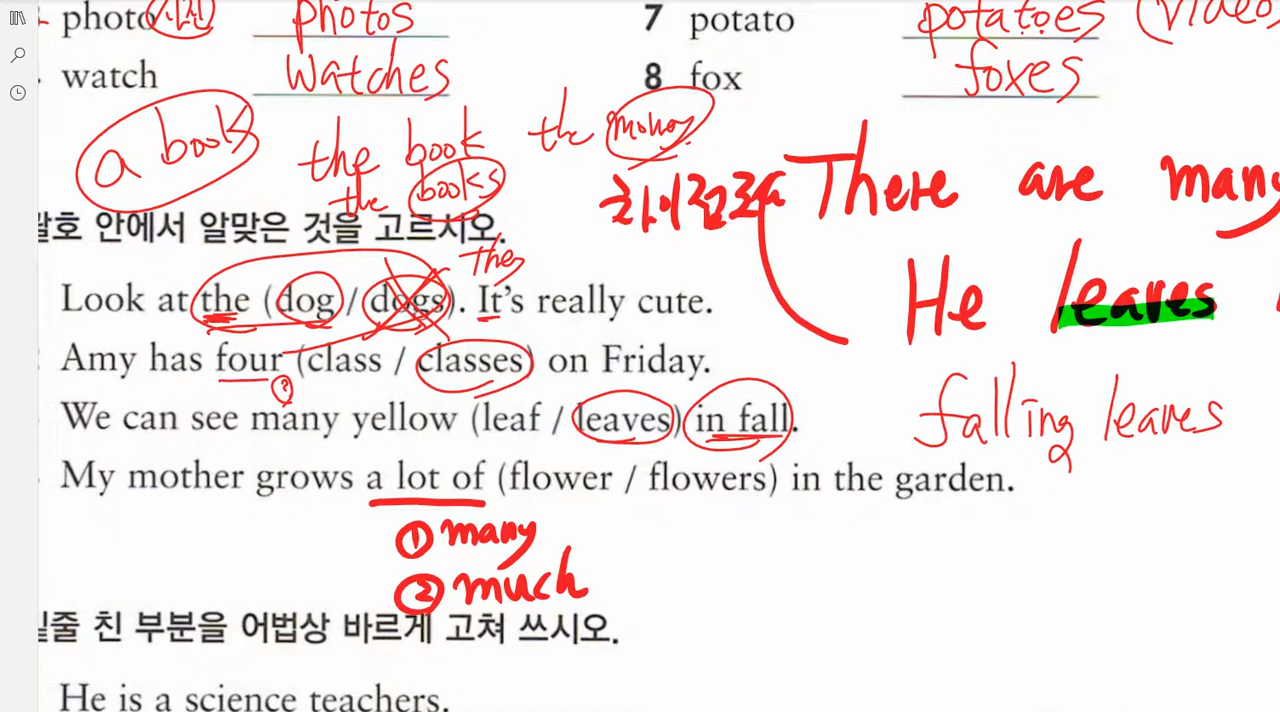 photo 사진 photos 7 potato potatoes (videos
watch watches 8 fox foxes
a book the book the money
the books
There are many
괄호 안에서 알맞은 것을 고르시오.
they
Look at the (dog / dogs). It's really cute.
He leaves
Amy has four (class / classes) on Friday.
We can see many yellow (leaf / leaves) in fall.
falling leaves
My mother grows a lot of (flower / flowers) in the garden.
① many
② much
밑줄 친 부분을 어법상 바르게 고쳐 쓰시오.
He is a science teachers.